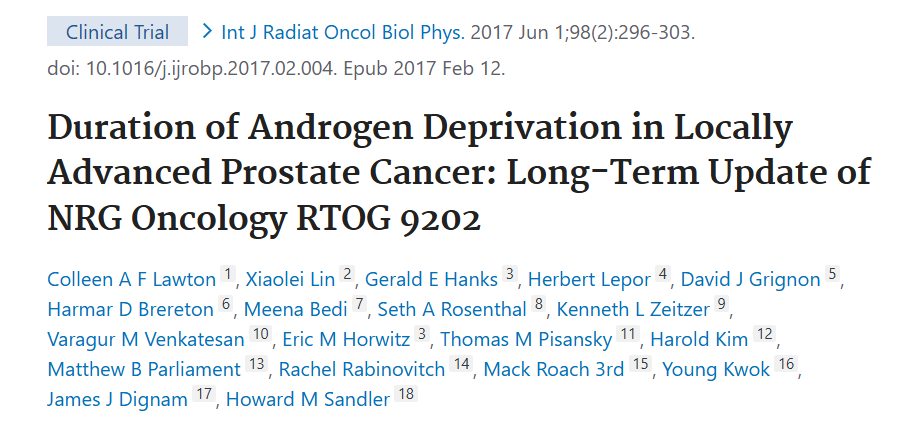 Clinical Trial > Int J Radiat Oncol Biol Phys. 2017 Jun 1;98(2):296-303.
doi: 10.1016/j.ijrobp.2017.02.004. Epub 2017 Feb 12.
Duration of Androgen Deprivation in Locally
Advanced Prostate Cancer: Long-Term Update of
NRG Oncology RTOG 9202
Colleen A F Lawton 1, Xiaolei Lin 2, Gerald E Hanks 3, Herbert Lepor 4, David J Grignon 5,
Harmar D Brereton 6, Meena Bedi 7, Seth A Rosenthal 8, Kenneth L Zeitzer 9,
Varagur M Venkatesan 10, Eric M Horwitz 3, Thomas M Pisansky 11, Harold Kim 12,
Matthew B Parliament 13, Rachel Rabinovitch 14, Mack Roach 3rd 15, Young Kwok 16,
James J Dignam 17, Howard M Sandler 18